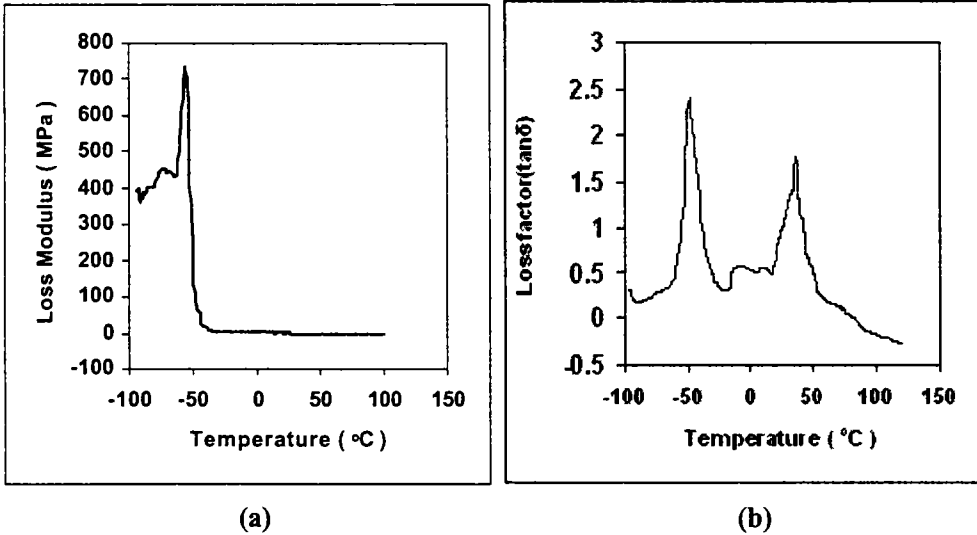 800
700
600
500
400
300
200
100
0
-100
Loss Modulus ( MPa )
-100 -50 0 50 100 150
Temperature ( °C )
(a)
3
2.5
2
1.5
1
0.5
0
-0.5
Lossfactor(tanδ)
-100 -50 0 50 100 150
Temperature ( °C)
(b)